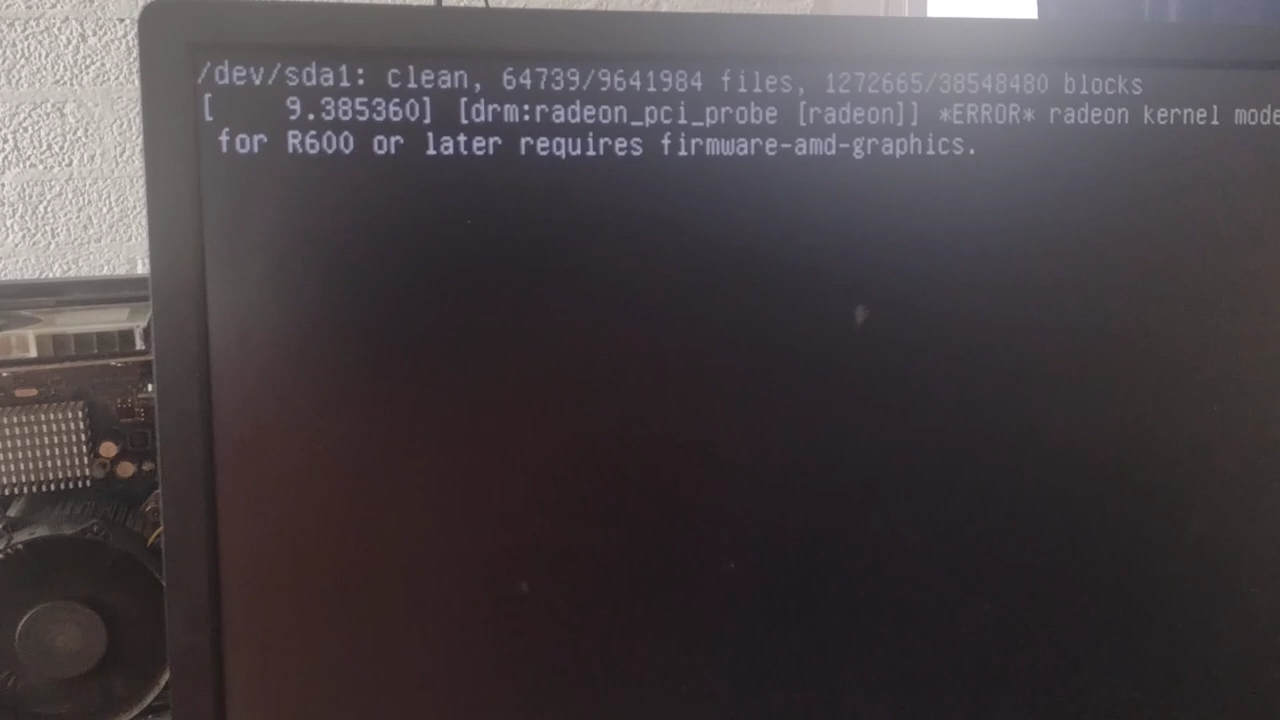 /dev/sda1: clean, 64739/9641984 files, 1272665/38548480 blocks
[    9.385360] [drm:radeon_pci_probe [radeon]] *ERROR* radeon kernel mode
for R600 or later requires firmware-amd-graphics.